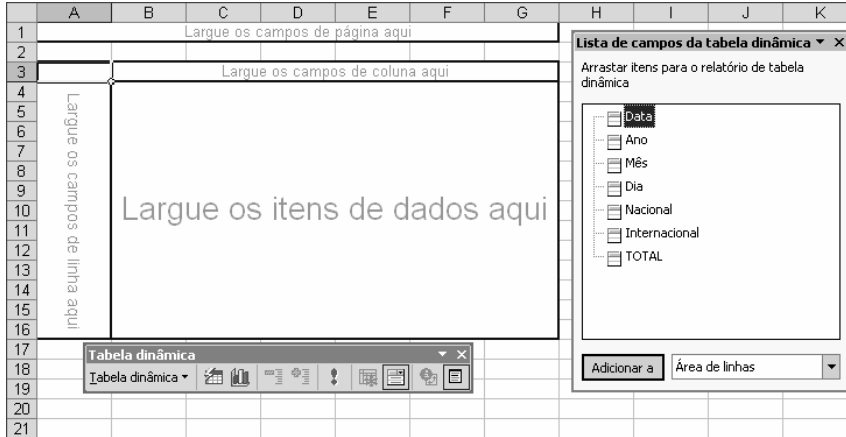 A B C D E F G H I J K
1 Largue os campos de página aqui
2
3 Largue os campos de coluna aqui
4
5
6
7
8
9
10
11
12
13
14
15
16
17
18
19
20
21
Largue os campos de linha aqui
Largue os itens de dados aqui
Tabela dinâmica
Tabela dinâmica
Lista de campos da tabela dinâmica
Arrastar itens para o relatório de tabela
dinâmica
Data
Ano
Mês
Dia
Nacional
Internacional
TOTAL
Adicionar a Área de linhas